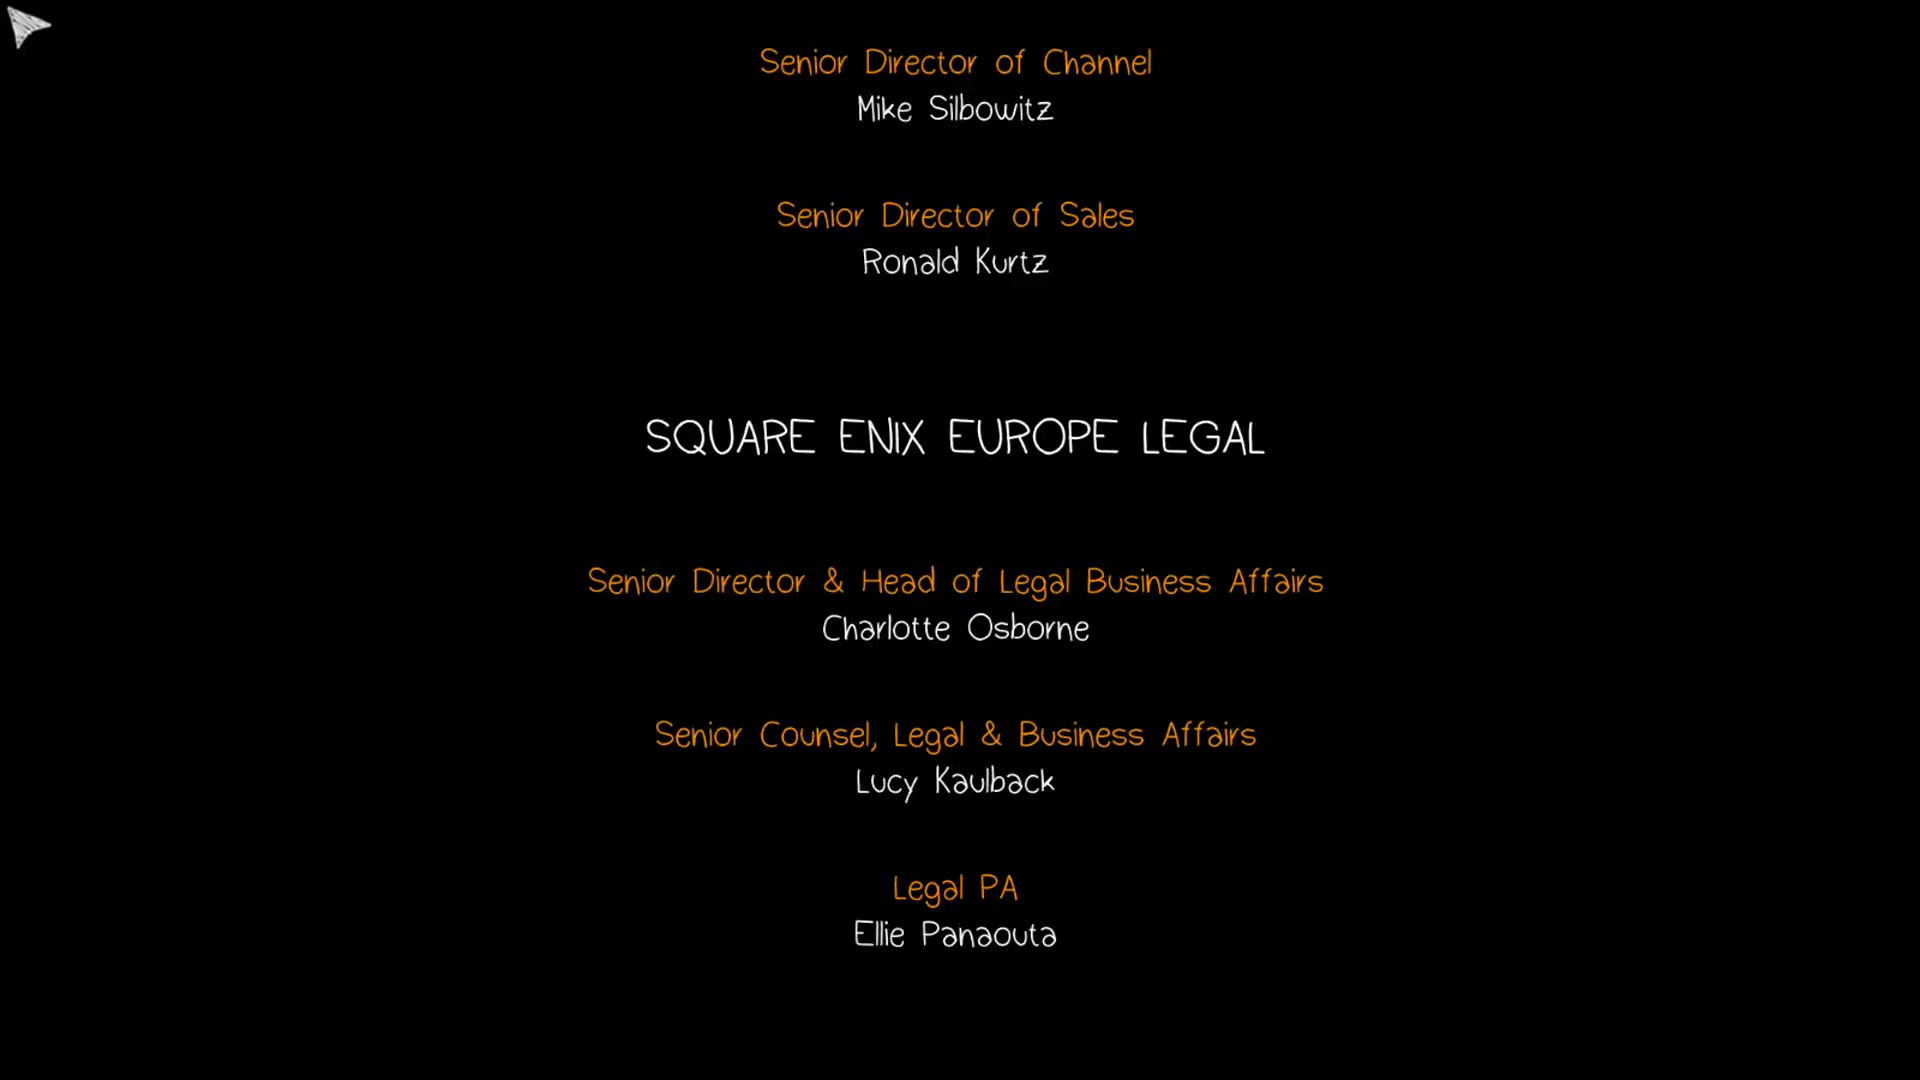 Senior Director of Channel
Mike Silbowitz
Senior Director of Sales
Ronald Kurtz
SQUARE ENIX EUROPE LEGAL
Senior Director & Head of Legal Business Affairs
Charlotte Osborne
Senior Counsel, Legal & Business Affairs
Lucy Kaulback
Legal PA
Ellie Panaouta